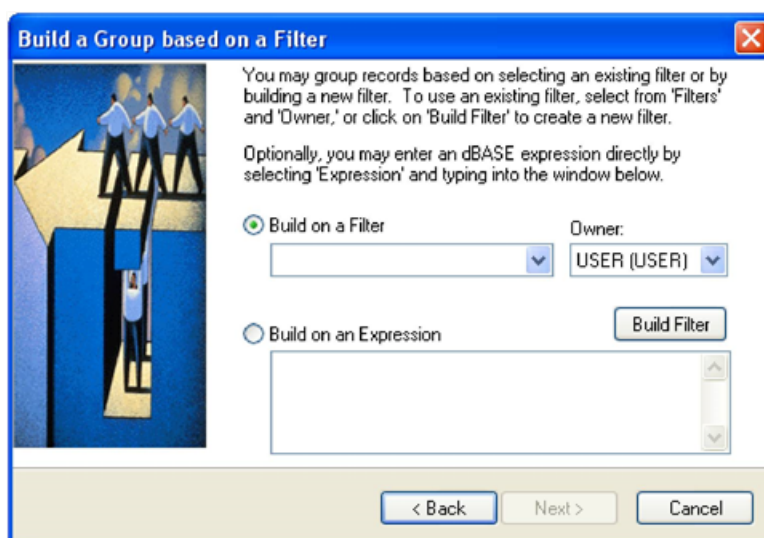 Build a Group based on a Filter
You may group records based on selecting an existing filter or by
building a new filter. To use an existing filter, select from 'Filters'
and 'Owner,' or click on 'Build Filter' to create a new filter.
Optionally, you may enter an dBASE expression directly by
selecting 'Expression' and typing into the window below.
Build on a Filter
Owner:
USER (USER)
Build Filter
Build on an Expression
< Back
Next >
Cancel